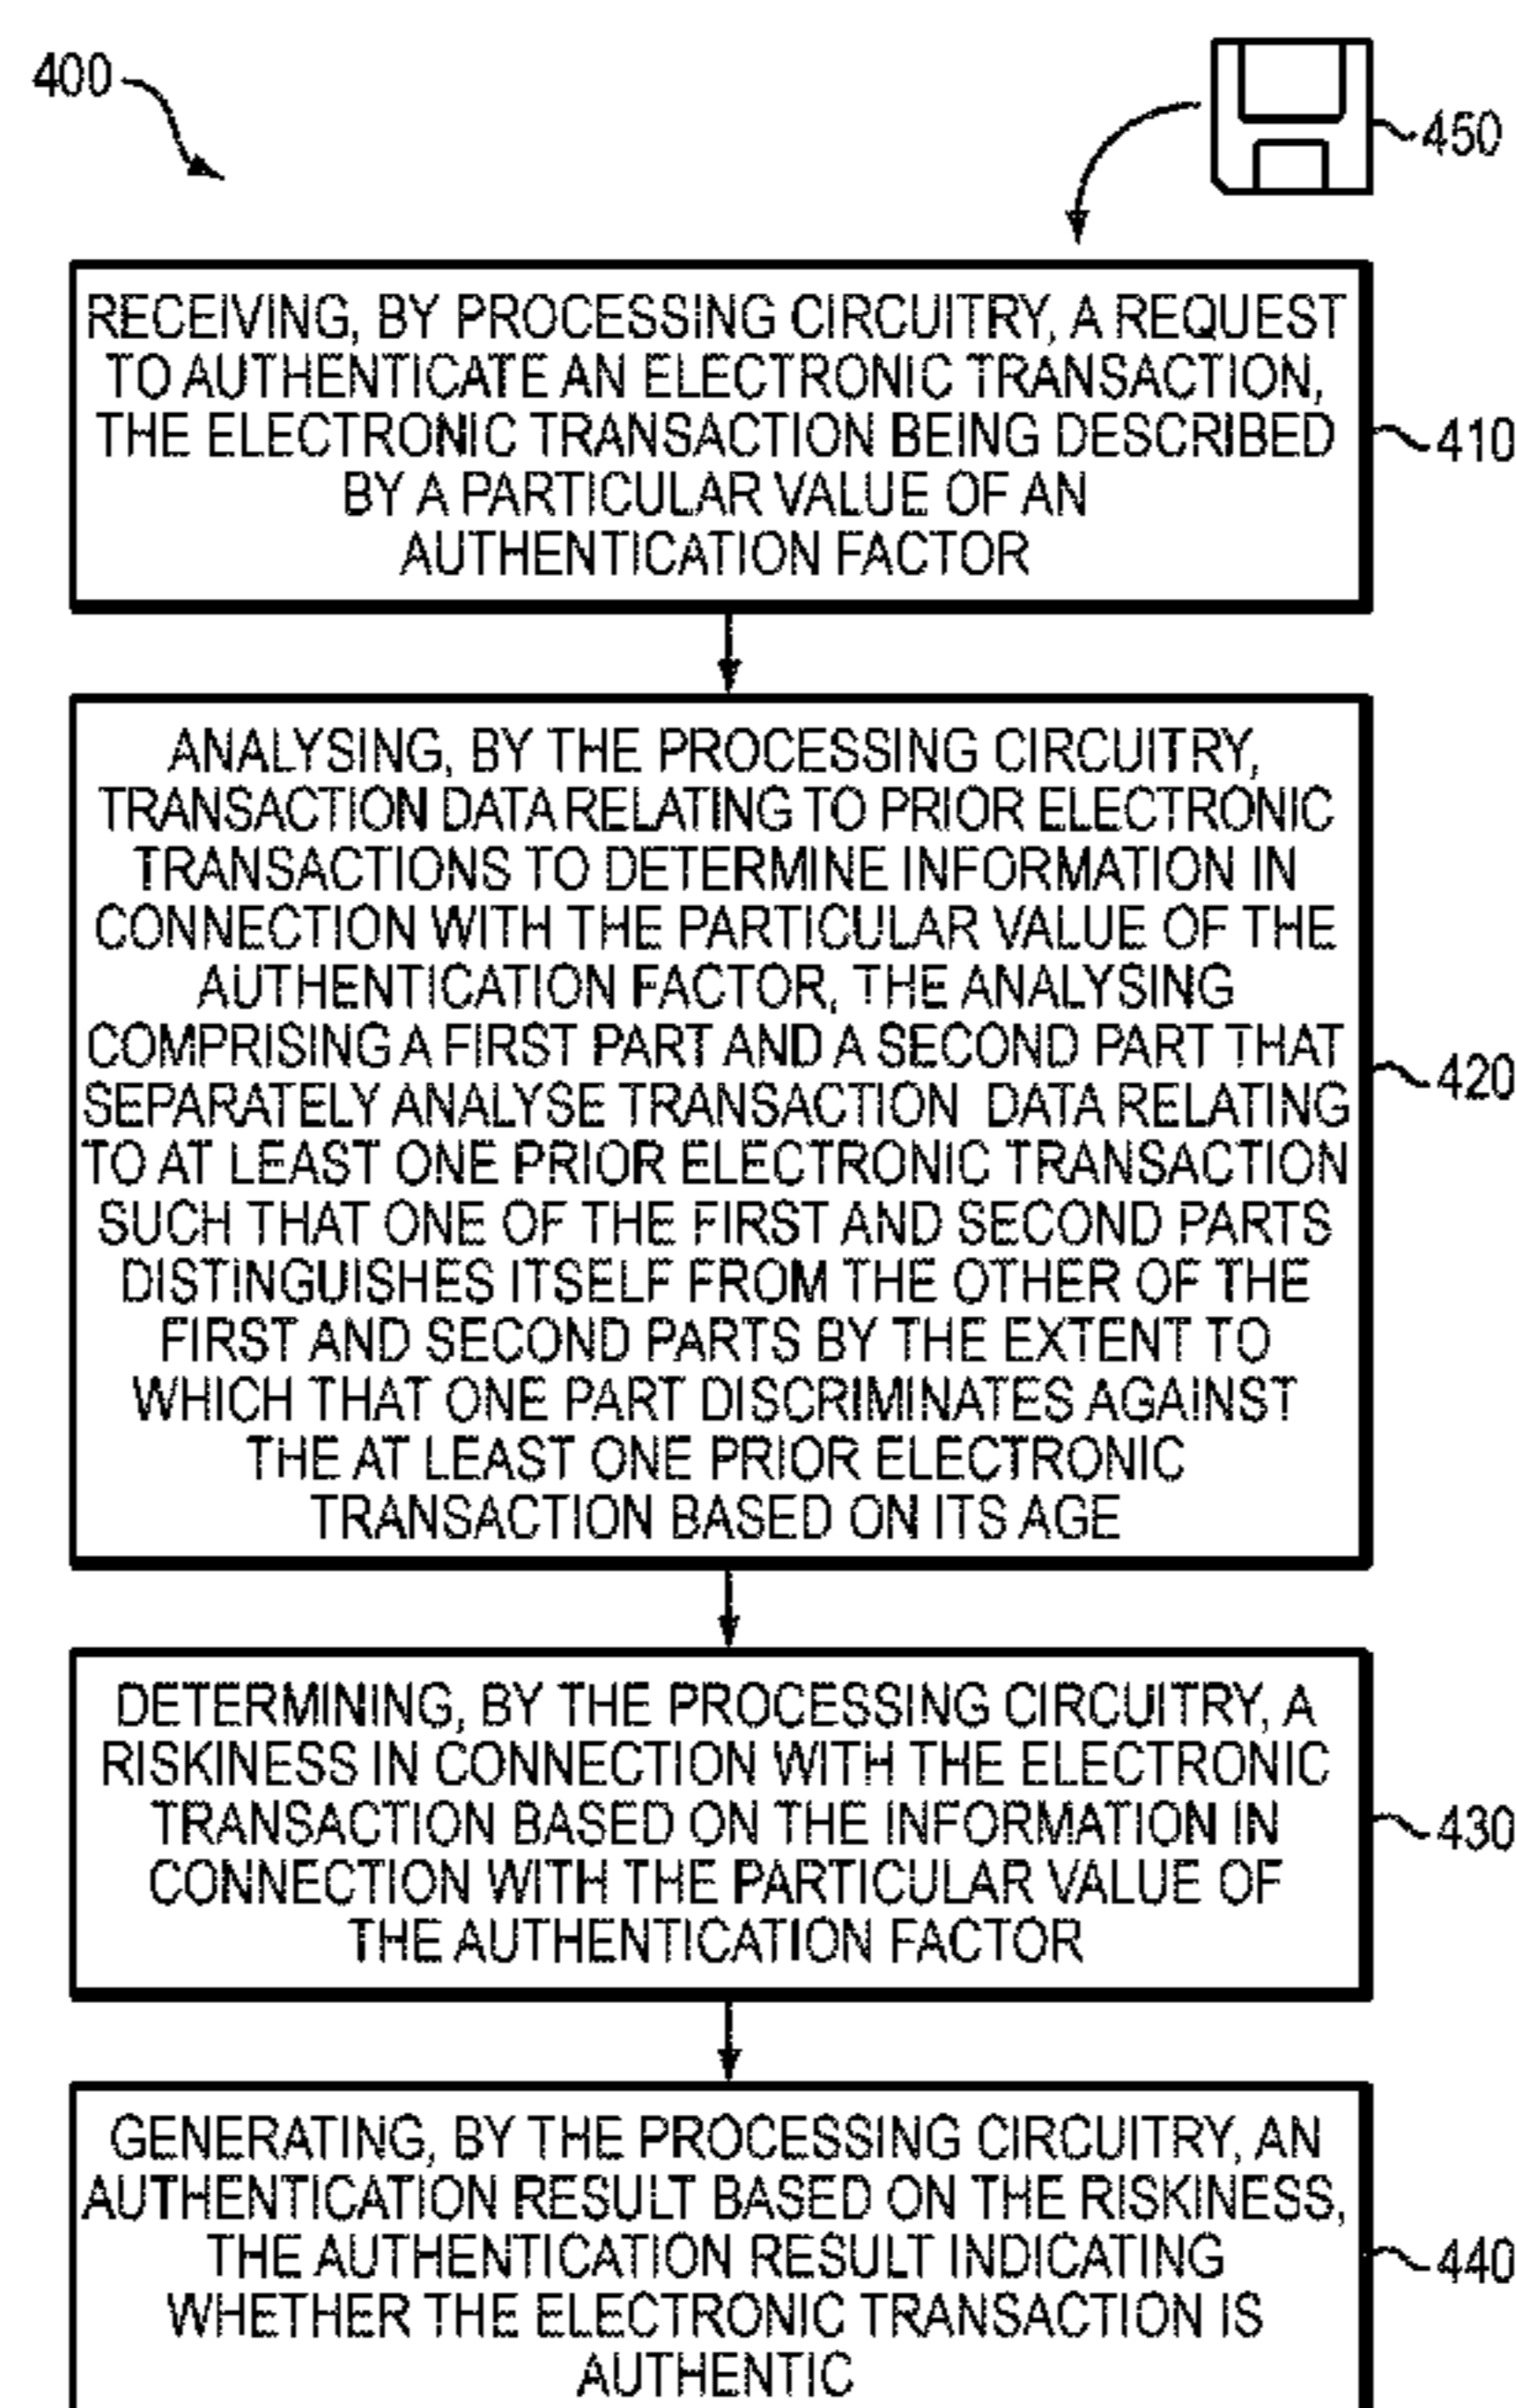 400
450
RECEIVING, BY PROCESSING CIRCUITRY, A REQUEST
TO AUTHENTICATE AN ELECTRONIC TRANSACTION,
THE ELECTRONIC TRANSACTION BEING DESCRIBED
BY A PARTICULAR VALUE OF AN
AUTHENTICATION FACTOR
410
ANALYSING, BY THE PROCESSING CIRCUITRY,
TRANSACTION DATA RELATING TO PRIOR ELECTRONIC
TRANSACTIONS TO DETERMINE INFORMATION IN
CONNECTION WITH THE PARTICULAR VALUE OF THE
AUTHENTICATION FACTOR, THE ANALYSING
COMPRISING A FIRST PART AND A SECOND PART THAT
SEPARATELY ANALYSE TRANSACTION DATA RELATING
TO AT LEAST ONE PRIOR ELECTRONIC TRANSACTION
SUCH THAT ONE OF THE FIRST AND SECOND PARTS
DISTINGUISHES ITSELF FROM THE OTHER OF THE
FIRST AND SECOND PARTS BY THE EXTENT TO
WHICH THAT ONE PART DISCRIMINATES AGAINST
THE AT LEAST ONE PRIOR ELECTRONIC
TRANSACTION BASED ON ITS AGE
420
DETERMINING, BY THE PROCESSING CIRCUITRY, A
RISKINESS IN CONNECTION WITH THE ELECTRONIC
TRANSACTION BASED ON THE INFORMATION IN
CONNECTION WITH THE PARTICULAR VALUE OF
THE AUTHENTICATION FACTOR
430
GENERATING, BY THE PROCESSING CIRCUITRY, AN
AUTHENTICATION RESULT BASED ON THE RISKINESS,
THE AUTHENTICATION RESULT INDICATING
WHETHER THE ELECTRONIC TRANSACTION IS
AUTHENTIC
440